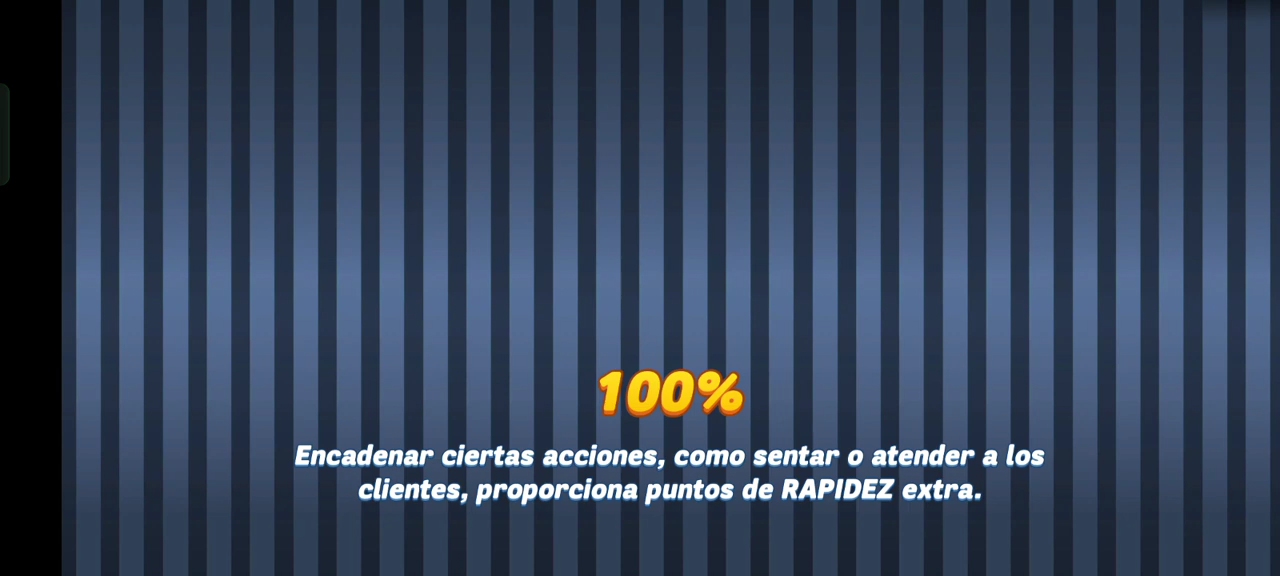 100%
Encadenar ciertas acciones, como sentar o atender a los
clientes, proporciona puntos de RAPIDEZ extra.